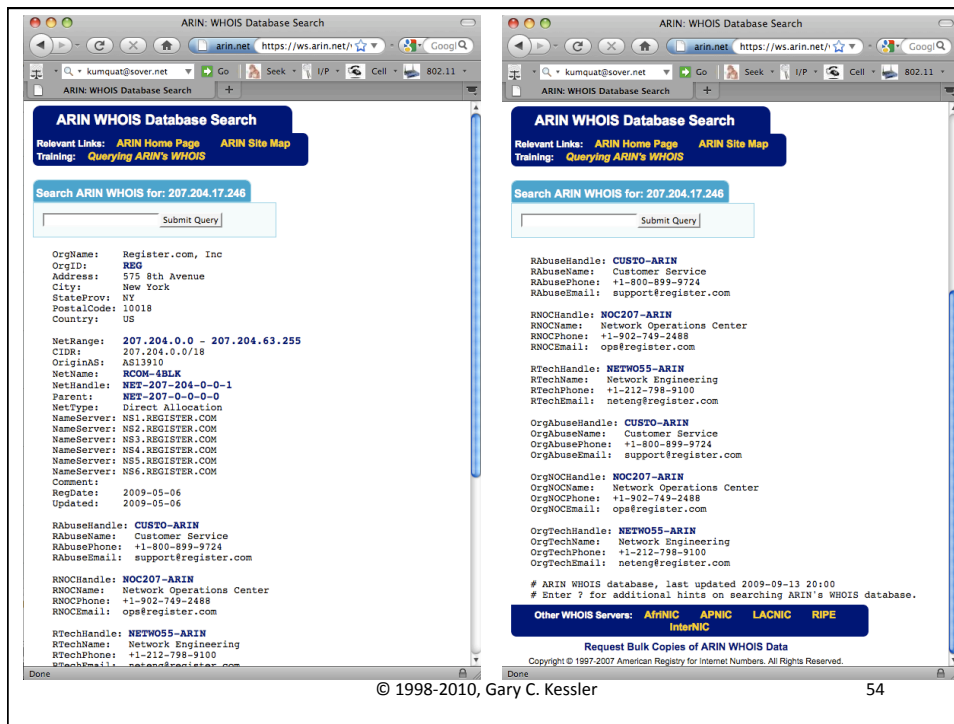 ARIN: WHOIS Database Search
arin.net https://ws.arin.net/
Googl
kumquat@sover.net Go Seek I/P Cell 802.11
ARIN: WHOIS Database Search +
ARIN WHOIS Database Search
Relevant Links: ARIN Home Page ARIN Site Map
Training: Querying ARIN's WHOIS
Search ARIN WHOIS for: 207.204.17.246
Submit Query
OrgName: Register.com, Inc
OrgID: REG
Address: 575 8th Avenue
City: New York
StateProv: NY
PostalCode: 10018
Country: US
NetRange: 207.204.0.0 - 207.204.63.255
CIDR: 207.204.0.0/18
OriginAS: AS13910
NetName: RCOM-4BLK
NetHandle: NET-207-204-0-0-1
Parent: NET-207-0-0-0-0
NetType: Direct Allocation
NameServer: NS1.REGISTER.COM
NameServer: NS2.REGISTER.COM
NameServer: NS3.REGISTER.COM
NameServer: NS4.REGISTER.COM
NameServer: NS5.REGISTER.COM
NameServer: NS6.REGISTER.COM
Comment:
RegDate: 2009-05-06
Updated: 2009-05-06
RAbuseHandle: CUSTO-ARIN
RAbuseName: Customer Service
RAbusePhone: +1-800-899-9724
RAbuseEmail: support@register.com
RNOCHandle: NOC207-ARIN
RNOCName: Network Operations Center
RNOCPhone: +1-902-749-2488
RNOCEmail: ops@register.com
RTechHandle: NETWO55-ARIN
RTechName: Network Engineering
RTechPhone: +1-212-798-9100
RTechEmail: neteng@register.com
Done
ARIN: WHOIS Database Search
arin.net https://ws.arin.net/
Googl
kumquat@sover.net Go Seek I/P Cell 802.11
ARIN: WHOIS Database Search +
ARIN WHOIS Database Search
Relevant Links: ARIN Home Page ARIN Site Map
Training: Querying ARIN's WHOIS
Search ARIN WHOIS for: 207.204.17.246
Submit Query
RAbuseHandle: CUSTO-ARIN
RAbuseName: Customer Service
RAbusePhone: +1-800-899-9724
RAbuseEmail: support@register.com
RNOCHandle: NOC207-ARIN
RNOCName: Network Operations Center
RNOCPhone: +1-902-749-2488
RNOCEmail: ops@register.com
RTechHandle: NETWO55-ARIN
RTechName: Network Engineering
RTechPhone: +1-212-798-9100
RTechEmail: neteng@register.com
OrgAbuseHandle: CUSTO-ARIN
OrgAbuseName: Customer Service
OrgAbusePhone: +1-800-899-9724
OrgAbuseEmail: support@register.com
OrgNOCHandle: NOC207-ARIN
OrgNOCName: Network Operations Center
OrgNOCPhone: +1-902-749-2488
OrgNOCEmail: ops@register.com
OrgTechHandle: NETWO55-ARIN
OrgTechName: Network Engineering
OrgTechPhone: +1-212-798-9100
OrgTechEmail: neteng@register.com
# ARIN WHOIS database, last updated 2009-09-13 20:00
# Enter ? for additional hints on searching ARIN's WHOIS database.
Other WHOIS Servers: AfriNIC APNIC LACNIC RIPE
InterNIC
Request Bulk Copies of ARIN WHOIS Data
Copyright © 1997-2007 American Registry for Internet Numbers. All Rights Reserved.
Done
© 1998-2010, Gary C. Kessler 54